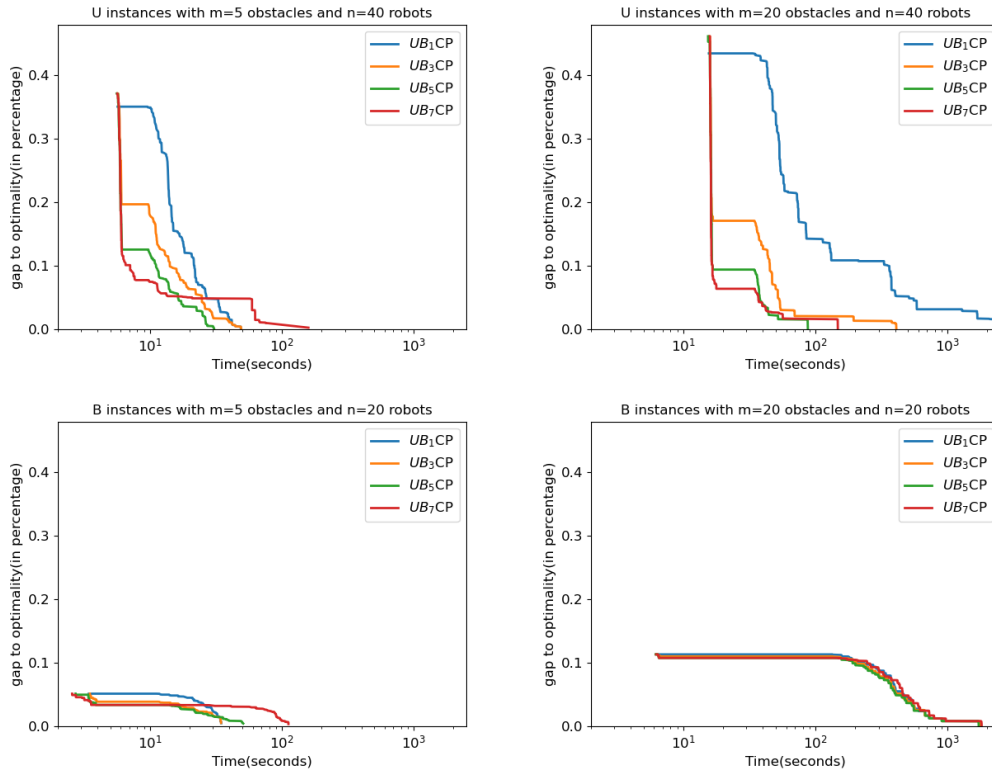 U instances with m=5 obstacles and n=40 robots
gap to optimality(in percentage)
0.4
0.3
0.2
0.1
0.0
UB₁CP
UB₃CP
UB₅CP
UB₇CP
10¹ 10² 10³
Time(seconds)
U instances with m=20 obstacles and n=40 robots
gap to optimality(in percentage)
0.4
0.3
0.2
0.1
0.0
UB₁CP
UB₃CP
UB₅CP
UB₇CP
10¹ 10² 10³
Time(seconds)
B instances with m=5 obstacles and n=20 robots
gap to optimality(in percentage)
0.4
0.3
0.2
0.1
0.0
UB₁CP
UB₃CP
UB₅CP
UB₇CP
10¹ 10² 10³
Time(seconds)
B instances with m=20 obstacles and n=20 robots
gap to optimality(in percentage)
0.4
0.3
0.2
0.1
0.0
UB₁CP
UB₃CP
UB₅CP
UB₇CP
10¹ 10² 10³
Time(seconds)